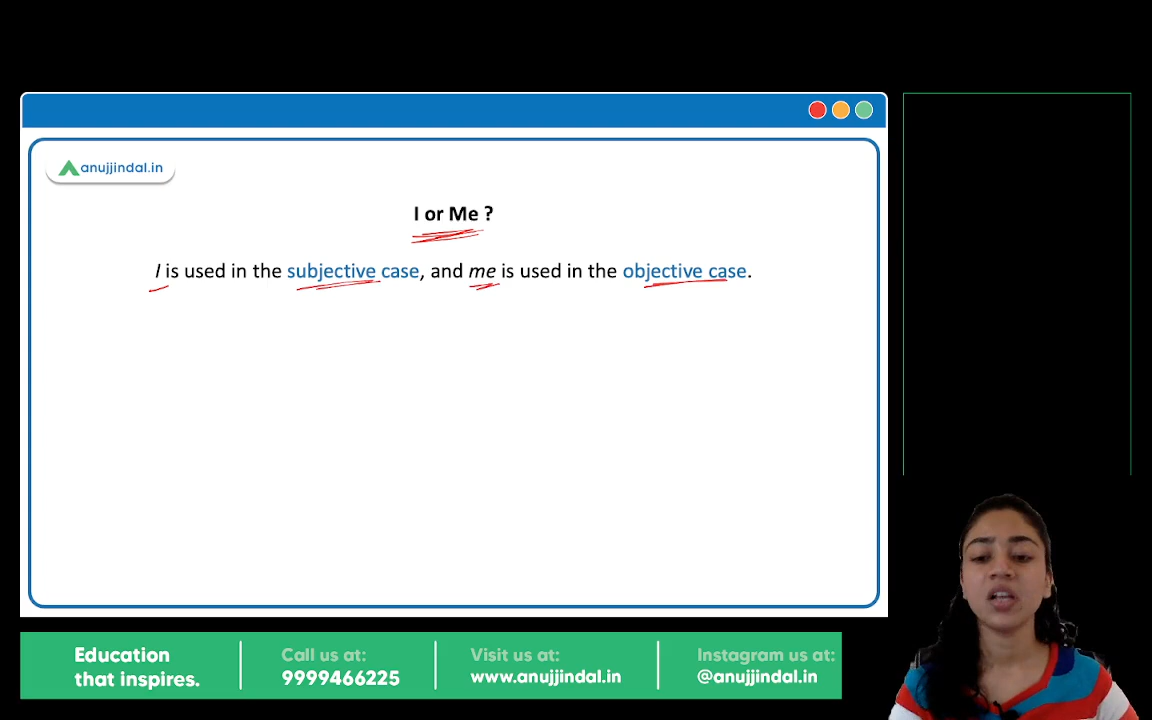 anujjindal.in
I or Me ?
I is used in the subjective case, and me is used in the objective case.
Education
that inspires.
Call us at:
9999466225
Visit us at:
www.anujjindal.in
Instagram us at:
@anujjindal.in